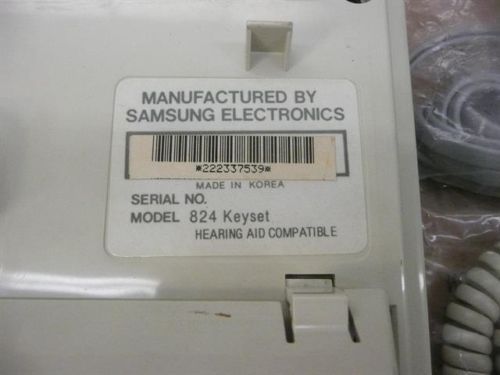 MANUFACTURED BY
SAMSUNG ELECTRONICS
*222337539*
MADE IN KOREA
SERIAL NO.
MODEL 824 Keyset
HEARING AID COMPATIBLE